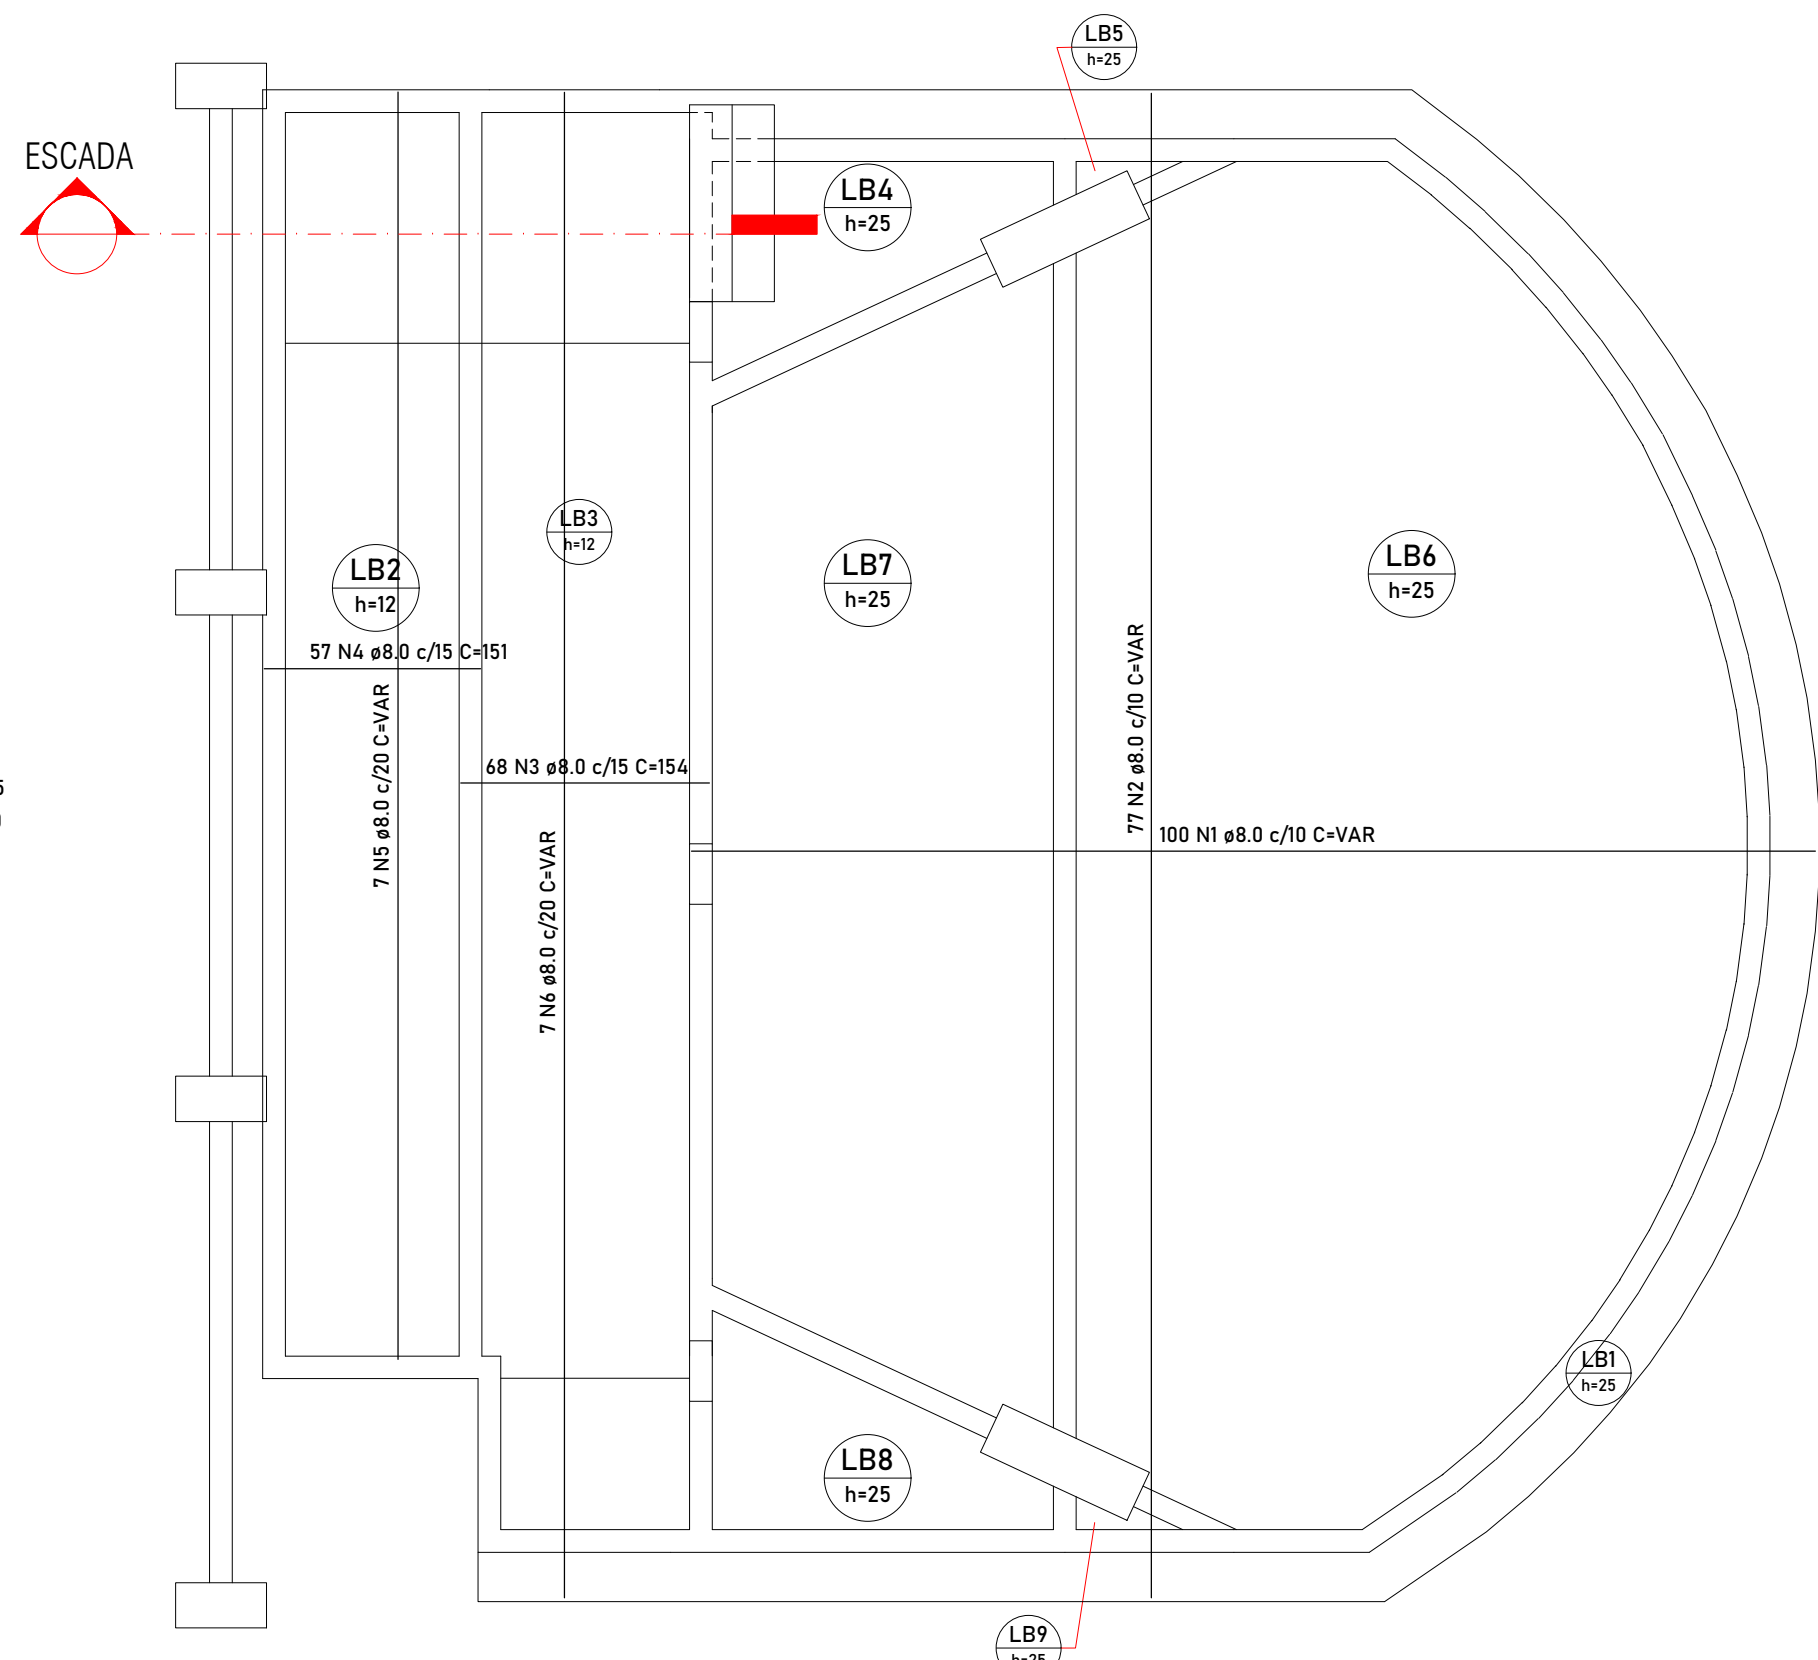 LB5
h=25
ESCADA
LB4
h=25
LB3
h=12
LB2
h=12
LB7
h=25
LB6
h=25
57 N4 ø8.0 c/15 C=151
7 N5 ø8.0 c/20 C=VAR
68 N3 ø8.0 c/15 C=154
7 N6 ø8.0 c/20 C=VAR
77 N2 ø8.0 c/10 C=VAR
100 N1 ø8.0 c/10 C=VAR
LB1
h=25
LB8
h=25
LB9
h=25